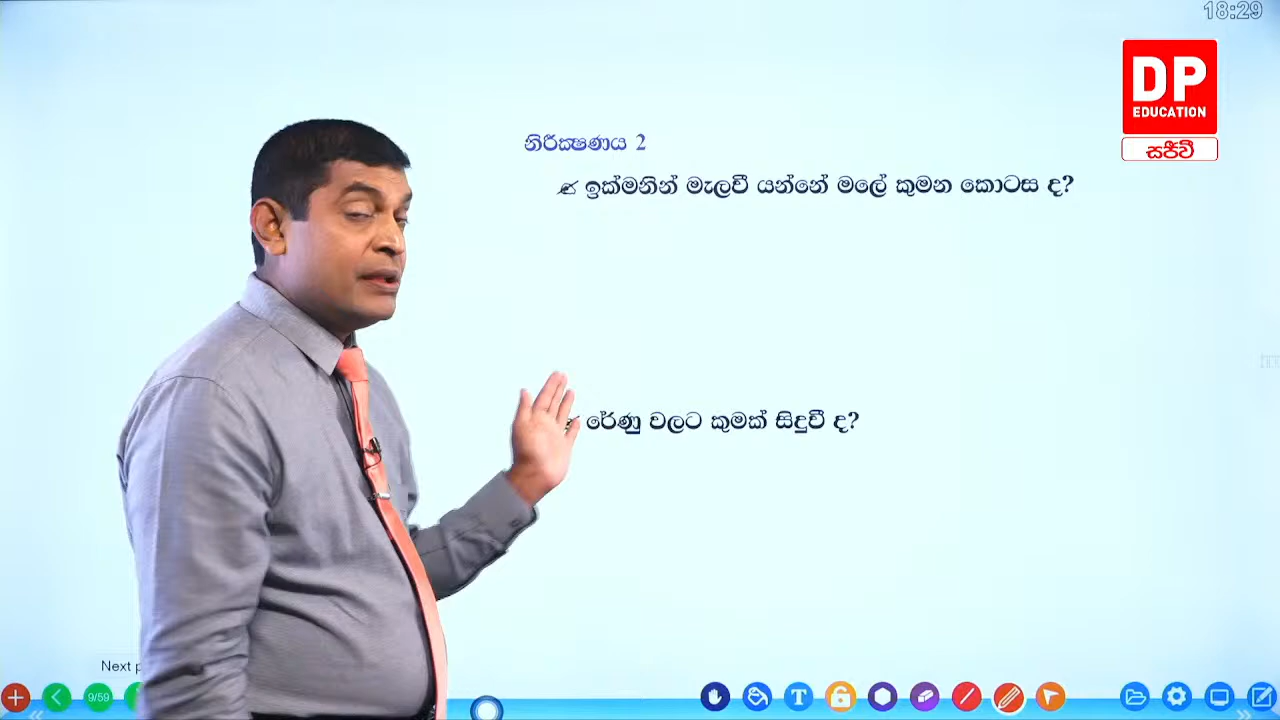 18:29
DP
EDUCATION
සජීවී
නිරීක්‍ෂණය 2
ඉක්මනින් මැලවී යන්නේ මලේ කුමන කොටස ද?
රේණු වලට කුමක් සිදුවී ද?
Next
9/59
T